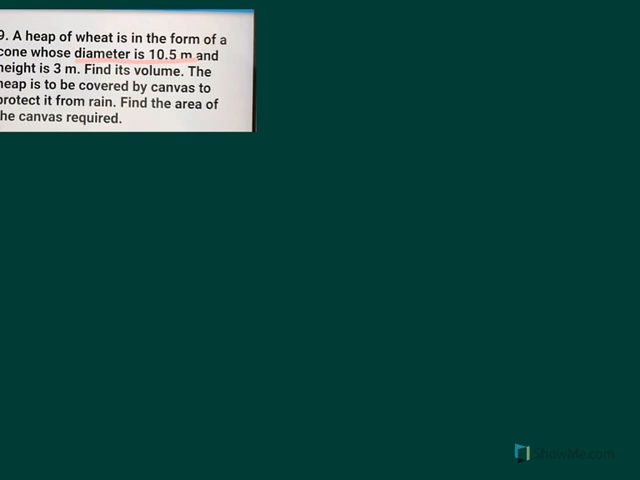 9. A heap of wheat is in the form of a
cone whose diameter is 10.5 m and
height is 3 m. Find its volume. The
heap is to be covered by canvas to
protect it from rain. Find the area of
the canvas required.
ShowMe.com